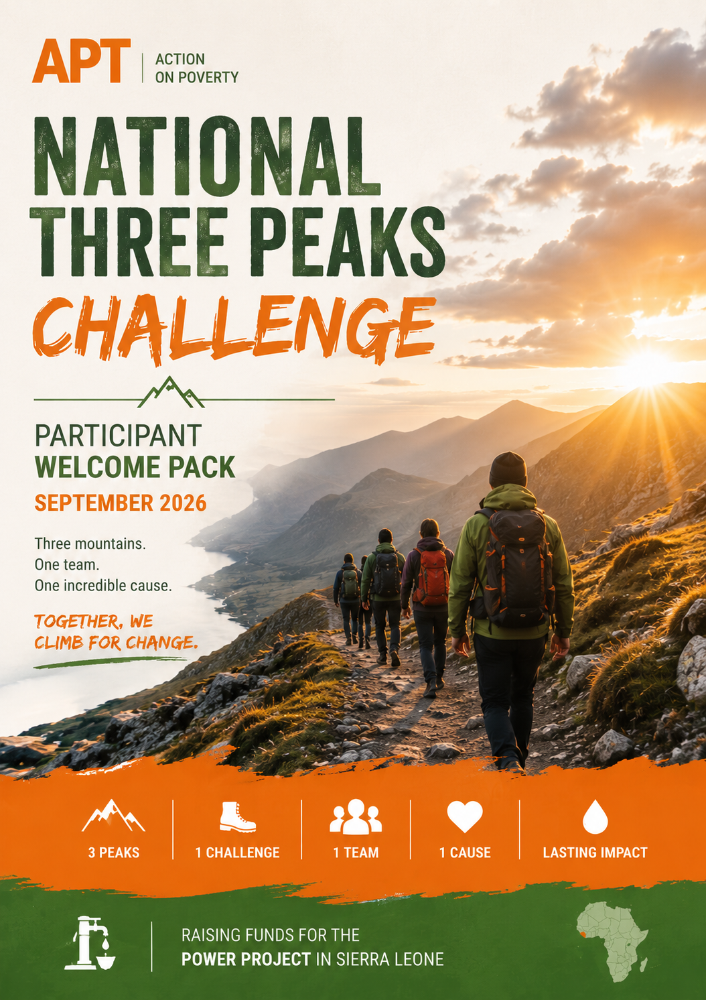 APT
ACTION
ON POVERTY
NATIONAL
THREE PEAKS
CHALLENGE
PARTICIPANT
WELCOME PACK
SEPTEMBER 2026
Three mountains.
One team.
One incredible cause.
TOGETHER, WE
CLIMB FOR CHANGE.
3 PEAKS
1 CHALLENGE
1 TEAM
1 CAUSE
LASTING IMPACT
RAISING FUNDS FOR THE
POWER PROJECT IN SIERRA LEONE